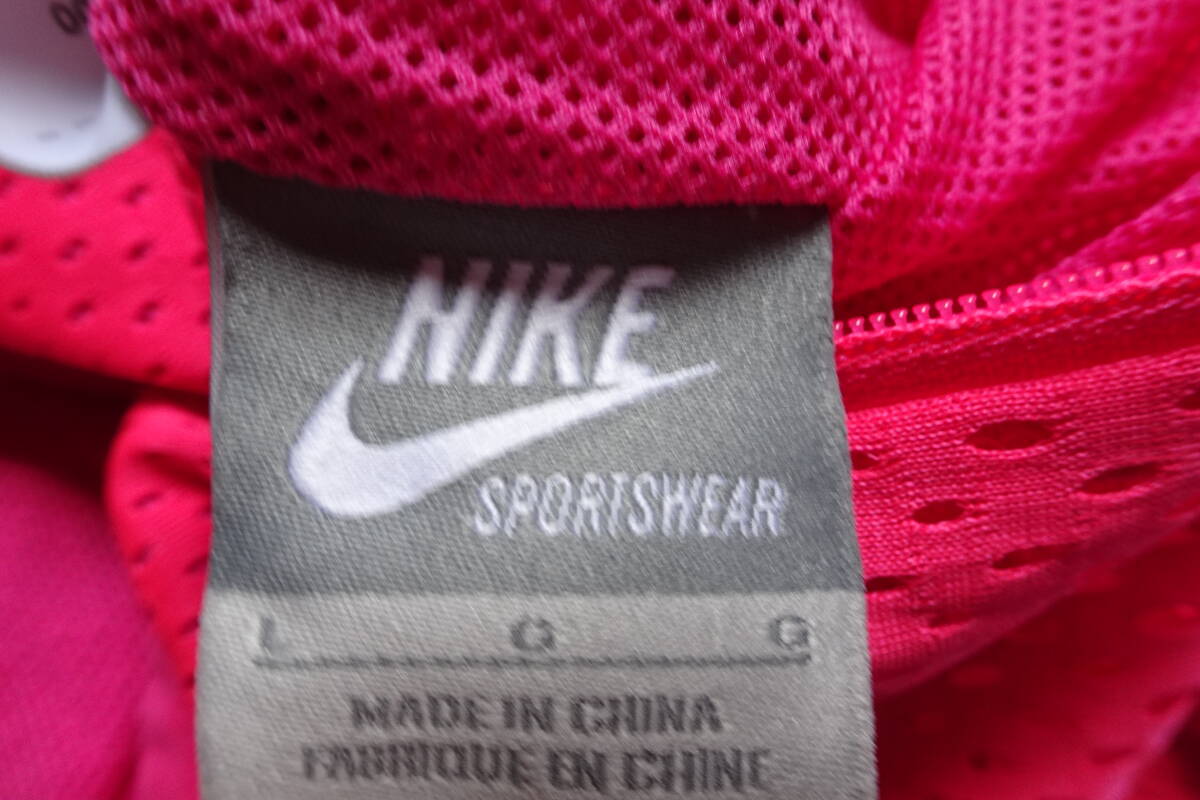 NIKE
SPORTSWEAR
L G G
MADE IN CHINA
FABRIQUE EN CHINE